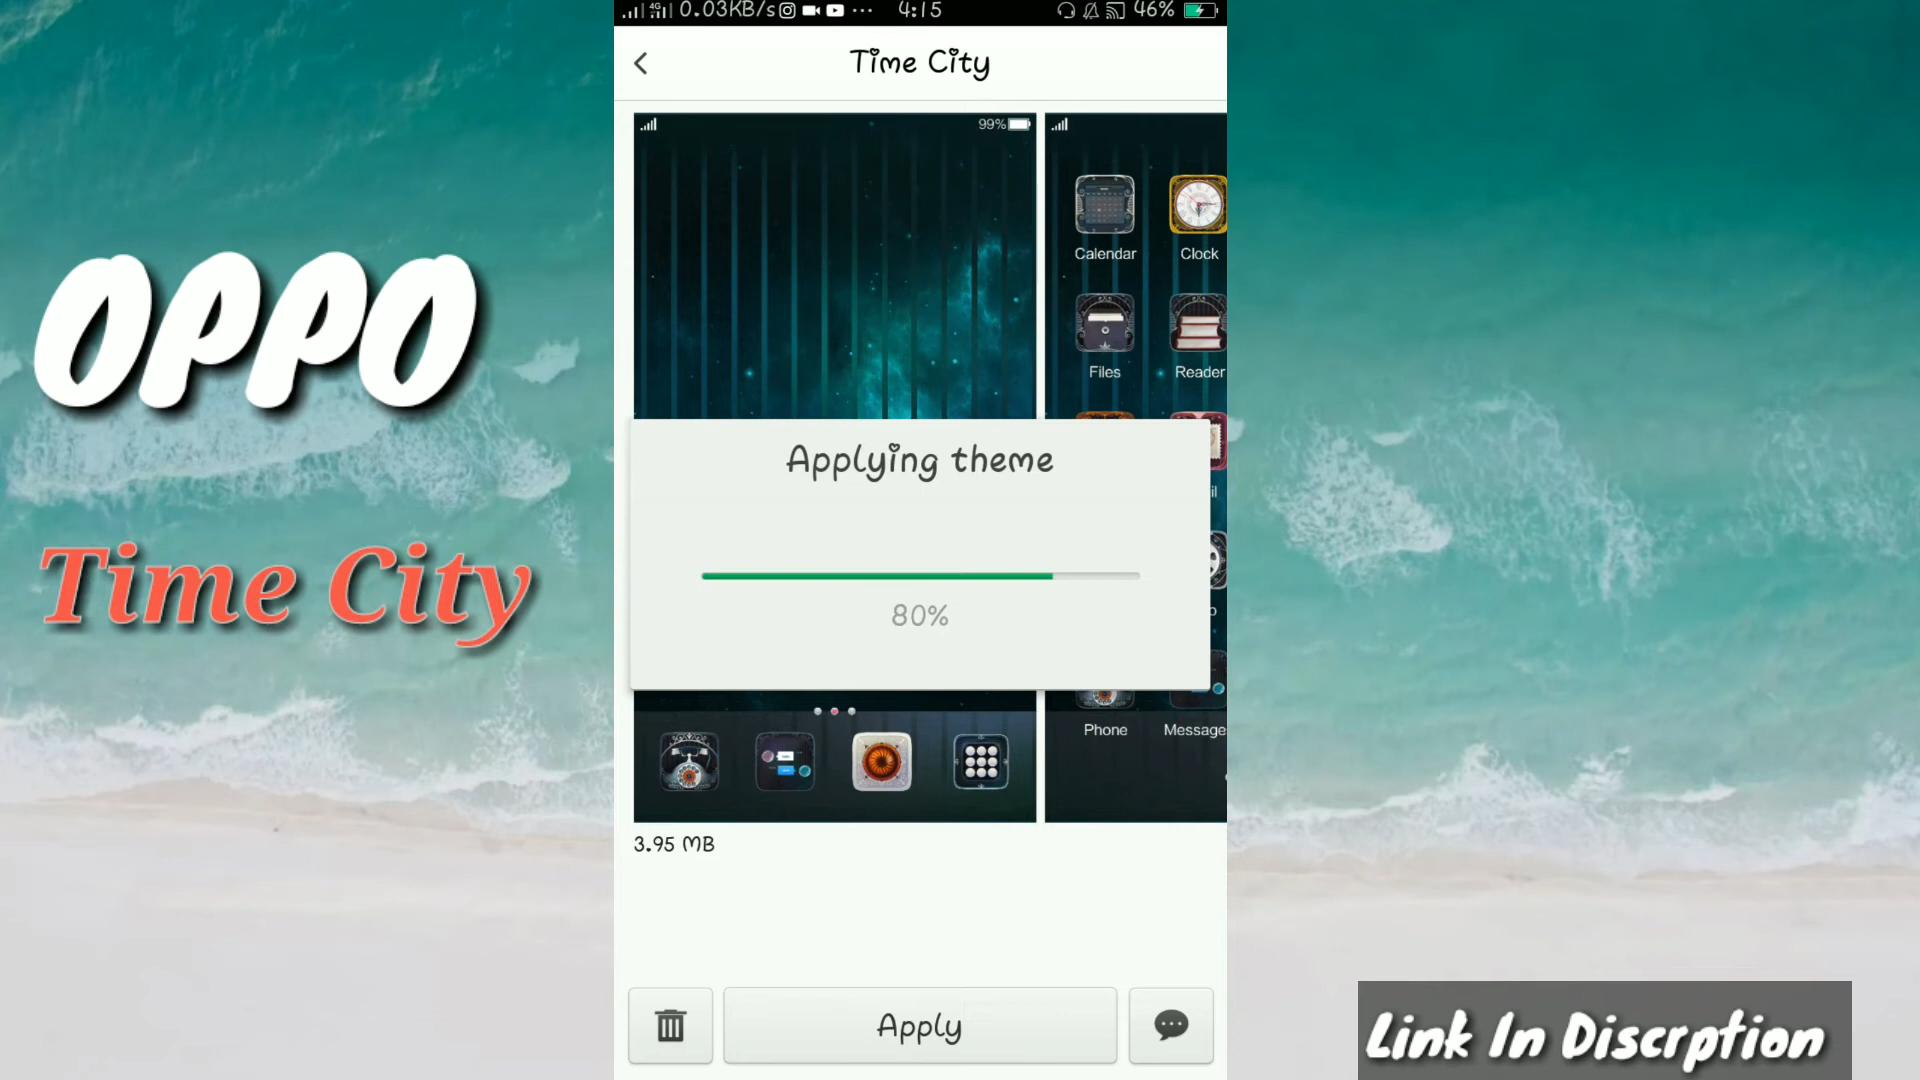 0.03KB/s ... 4:15 46%
Time City
99%
Calendar Clock
Files Reader
OPPO
Applying theme
Time City
80%
Phone Message
3.95 MB
Apply
Link In Discrption